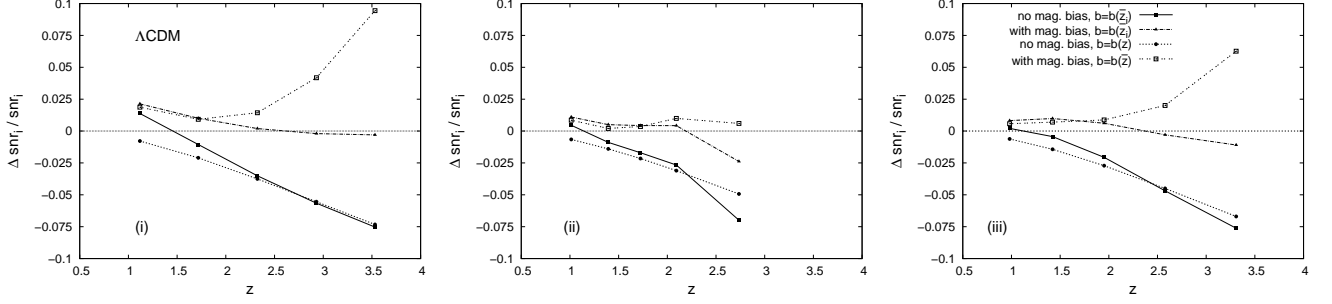 0.1
0.075
0.05
0.025
0
−0.025
−0.05
−0.075
−0.1
Δ snr_i / snr_i
ΛCDM
(i)
0.5 1 1.5 2 2.5 3 3.5 4
z
0.1
0.075
0.05
0.025
0
−0.025
−0.05
−0.075
−0.1
Δ snr_i / snr_i
(ii)
0.5 1 1.5 2 2.5 3 3.5 4
z
0.1
0.075
0.05
0.025
0
−0.025
−0.05
−0.075
−0.1
Δ snr_i / snr_i
no mag. bias, b=b(z̅_i)
with mag. bias, b=b(z̅_i)
no mag. bias, b=b(z)
with mag. bias, b=b(z̅)
(iii)
0.5 1 1.5 2 2.5 3 3.5 4
z